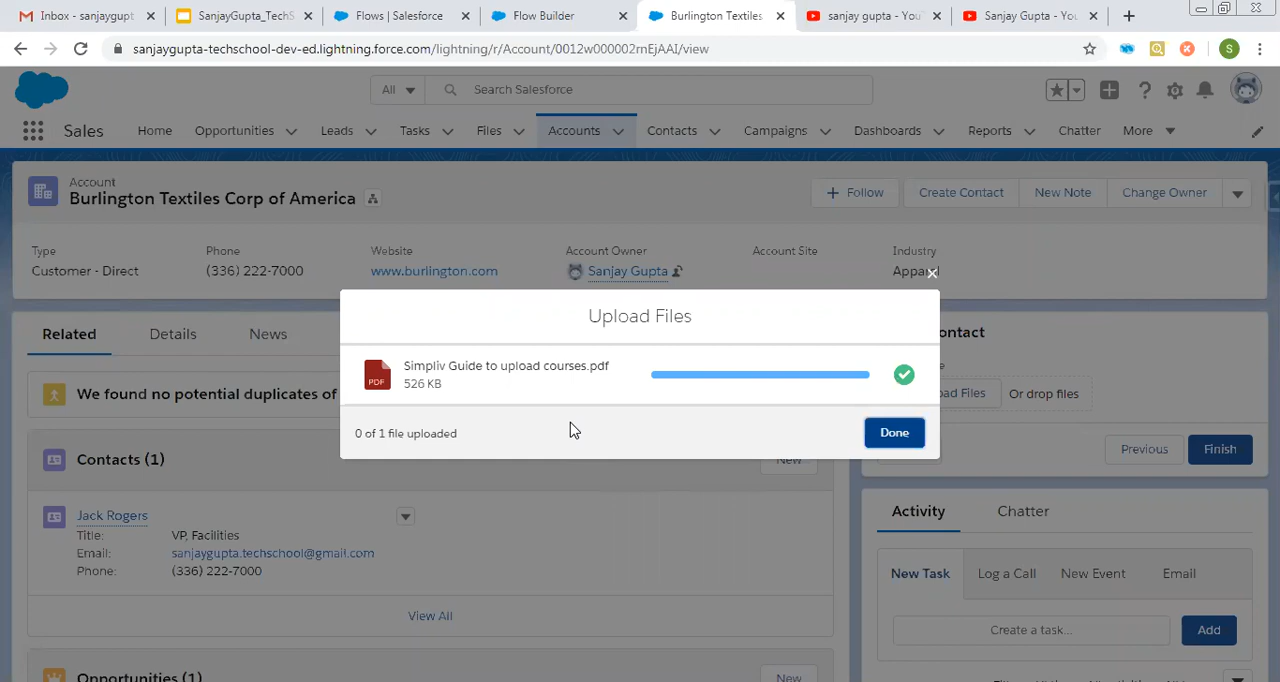 Inbox - sanjaygupt
SanjayGupta_TechS
Flows | Salesforce
Flow Builder
Burlington Textiles
sanjay gupta - You
Sanjay Gupta - You
sanjaygupta-techschool-dev-ed.lightning.force.com/lightning/r/Account/0012w000002rnEjAAI/view
S
All
Search Salesforce
Sales
Home
Opportunities
Leads
Tasks
Files
Accounts
Contacts
Campaigns
Dashboards
Reports
Chatter
More
Account
Burlington Textiles Corp of America
Follow
Create Contact
New Note
Change Owner
Type
Phone
Website
Account Owner
Account Site
Industry
Customer - Direct
(336) 222-7000
www.burlington.com
Sanjay Gupta
Apparel
Upload Files
PDF
Simpliv Guide to upload courses.pdf
526 KB
0 of 1 file uploaded
Done
Related
Details
News
ontact
e
We found no potential duplicates of
ad Files
Or drop files
Previous
Finish
Contacts (1)
New
Jack Rogers
Title:
VP, Facilities
Email:
sanjaygupta.techschool@gmail.com
Phone:
(336) 222-7000
View All
Opportunities (1)
New
Activity
Chatter
New Task
Log a Call
New Event
Email
Create a task...
Add